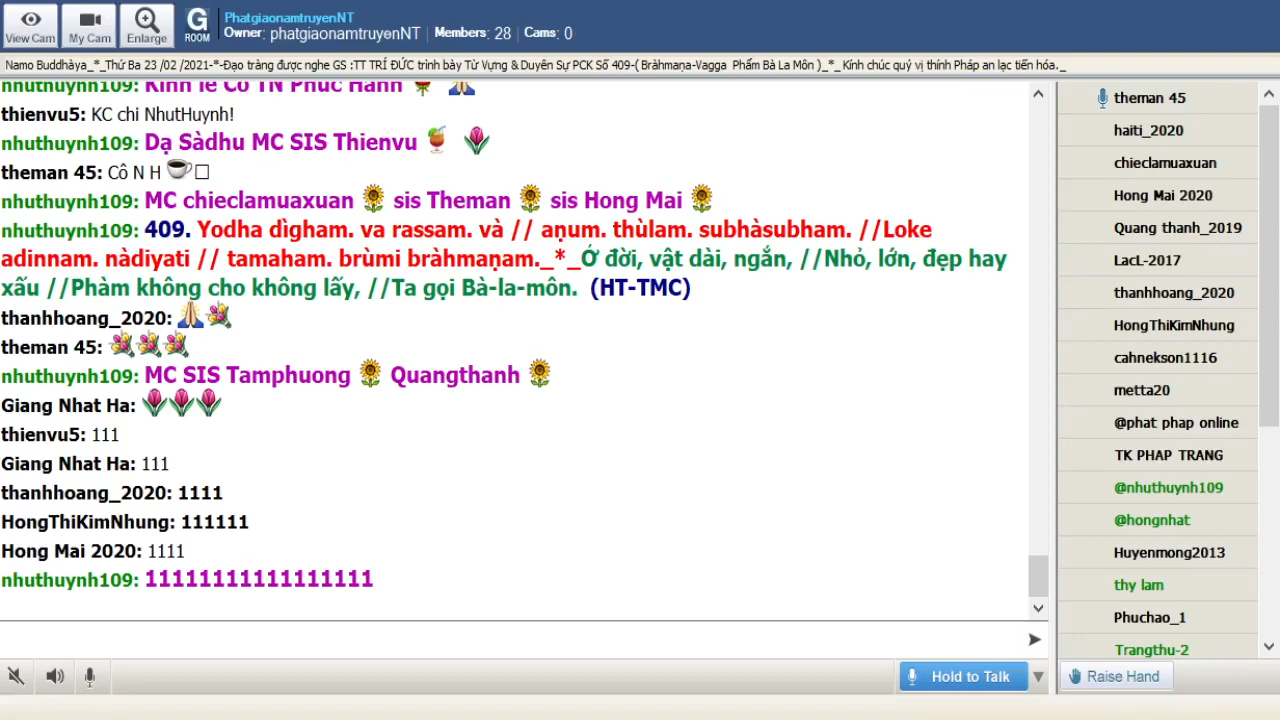 View Cam
My Cam
Enlarge
G
ROOM
PhatgiaonamtruyenNT
Owner: phatgiaonamtruyenNT | Members: 28 | Cams: 0
Namo Buddhàya_*_Thứ Ba 23 /02 /2021-*-Đạo tràng được nghe GS :TT TRÍ ĐỨC trình bày Từ Vựng & Duyên Sự PCK Số 409-( Bràhmaṇa-Vagga Phẩm Bà La Môn )_*_ Kính chúc quý vị thính Pháp an lạc tiến hóa._
nhuthuynh109: Kính lễ Cô TN Phúc Hạnh
thienvu5: KC chi NhutHuynh!
nhuthuynh109: Dạ Sàdhu MC SIS Thienvu
theman 45: Cô N H
nhuthuynh109: MC chieclamuaxuan sis Theman sis Hong Mai
nhuthuynh109: 409. Yodha dìgham. va rassam. và // aṇum. thùlam. subhàsubham. //Loke
adinnam. nàdiyati // tamaham. brùmi bràhmaṇam._*_Ở đời, vật dài, ngắn, //Nhỏ, lớn, đẹp hay
xấu //Phàm không cho không lấy, //Ta gọi Bà-la-môn. (HT-TMC)
thanhhoang_2020:
theman 45:
nhuthuynh109: MC SIS Tamphuong Quangthanh
Giang Nhat Ha:
thienvu5: 111
Giang Nhat Ha: 111
thanhhoang_2020: 1111
HongThiKimNhung: 111111
Hong Mai 2020: 1111
nhuthuynh109: 11111111111111111
Hold to Talk
theman 45
haiti_2020
chieclamuaxuan
Hong Mai 2020
Quang thanh_2019
LacL-2017
thanhhoang_2020
HongThiKimNhung
cahnekson1116
metta20
@phat phap online
TK PHAP TRANG
@nhuthuynh109
@hongnhat
Huyenmong2013
thy lam
Phuchao_1
Trangthu-2
Raise Hand